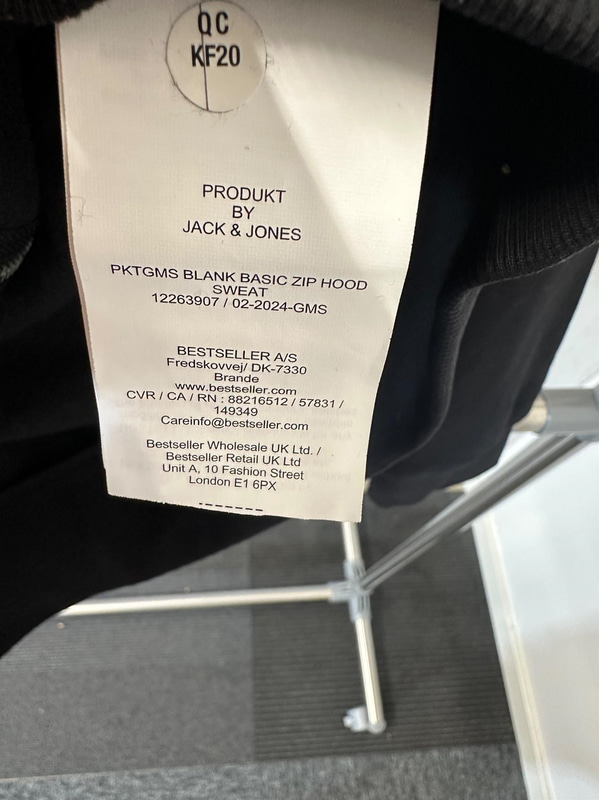 QC
KF20
PRODUKT
BY
JACK & JONES
PKTGMS BLANK BASIC ZIP HOOD
SWEAT
12263907 / 02-2024-GMS
BESTSELLER A/S
Fredskovvej/ DK-7330
Brande
www.bestseller.com
CVR / CA / RN : 88216512 / 57831 /
149349
Careinfo@bestseller.com
Bestseller Wholesale UK Ltd. /
Bestseller Retail UK Ltd
Unit A, 10 Fashion Street
London E1 6PX